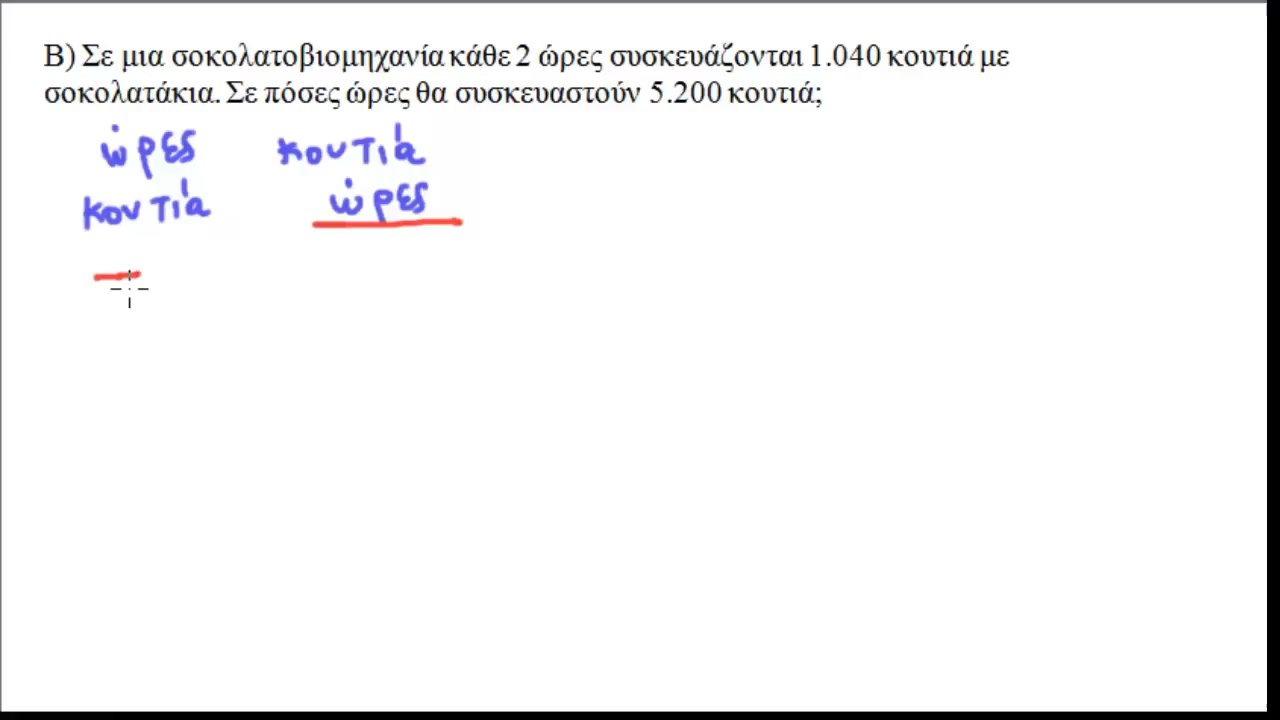 Β) Σε μια σοκολατοβιομηχανία κάθε 2 ώρες συσκευάζονται 1.040 κουτιά με
σοκολατάκια. Σε πόσες ώρες θα συσκευαστούν 5.200 κουτιά;
ώρες κουτιά
κουτιά ώρες